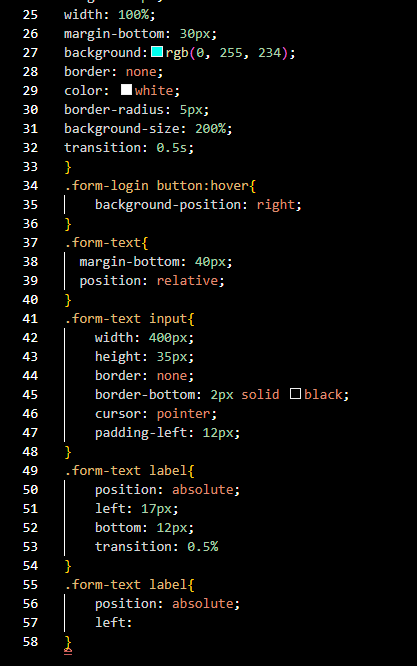 25 width: 100%;
26 margin-bottom: 30px;
27 background:rgb(0, 255, 234);
28 border: none;
29 color: white;
30 border-radius: 5px;
31 background-size: 200%;
32 transition: 0.5s;
33 }
34 .form-login button:hover{
35 background-position: right;
36 }
37 .form-text{
38 margin-bottom: 40px;
39 position: relative;
40 }
41 .form-text input{
42 width: 400px;
43 height: 35px;
44 border: none;
45 border-bottom: 2px solid black;
46 cursor: pointer;
47 padding-left: 12px;
48 }
49 .form-text label{
50 position: absolute;
51 left: 17px;
52 bottom: 12px;
53 transition: 0.5%
54 }
55 .form-text label{
56 position: absolute;
57 left:
58 }